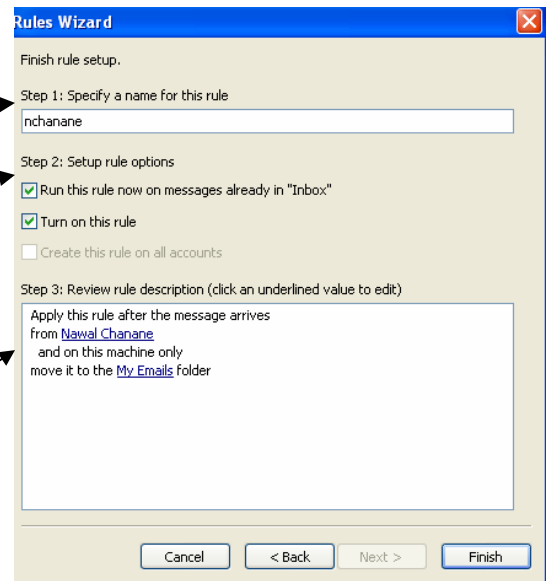 Rules Wizard
Finish rule setup.
Step 1: Specify a name for this rule
nchanane
Step 2: Setup rule options
Run this rule now on messages already in "Inbox"
Turn on this rule
Create this rule on all accounts
Step 3: Review rule description (click an underlined value to edit)
Apply this rule after the message arrives
from Nawal Chanane
and on this machine only
move it to the My Emails folder
Cancel < Back Next > Finish